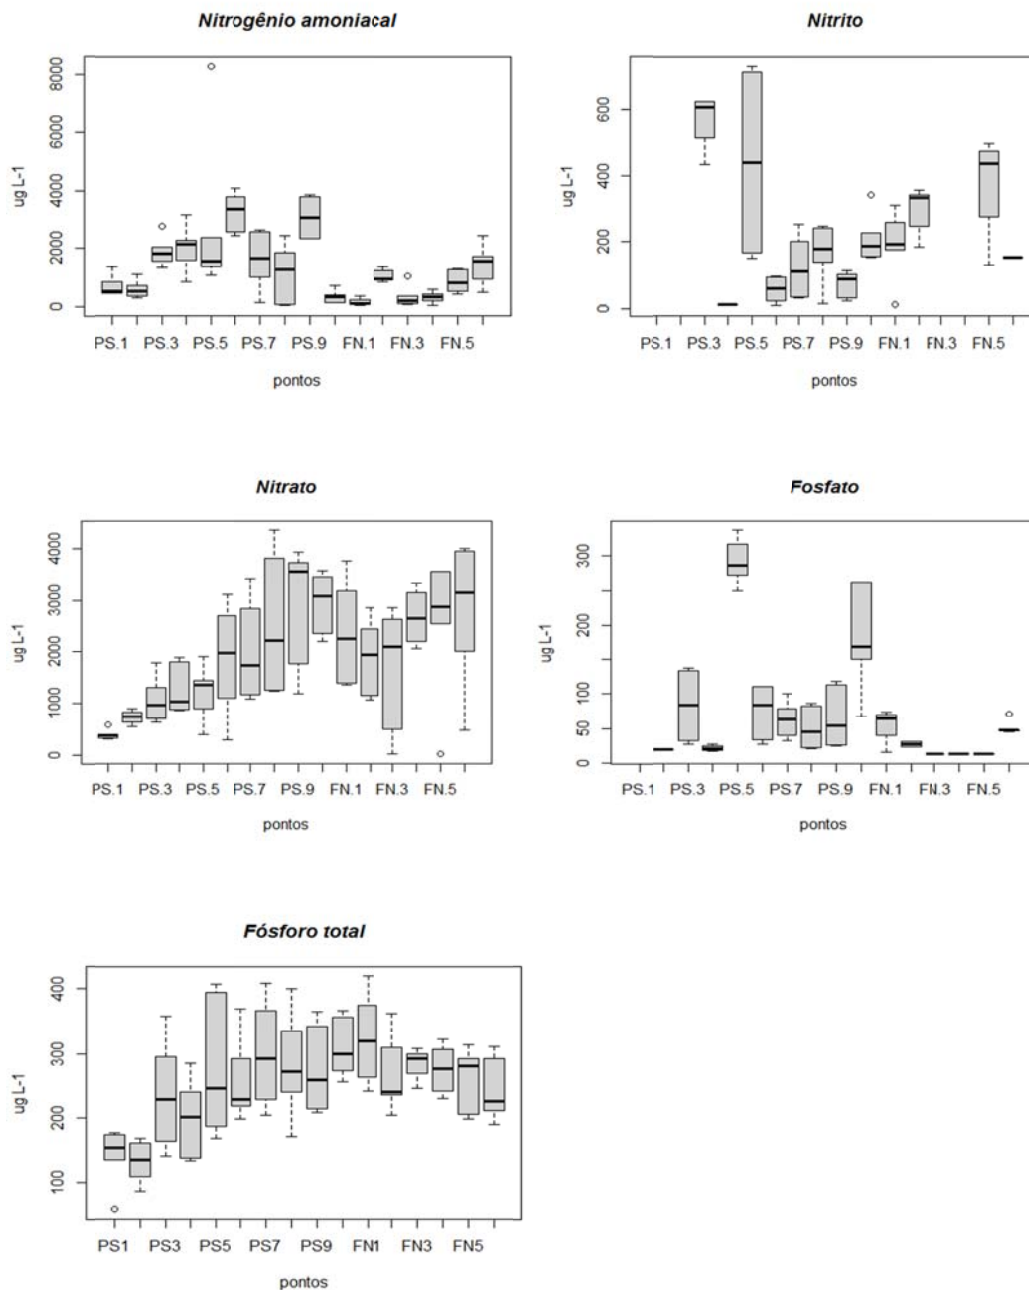 Nitrogênio amoniacal
ug L-1
0 2000 4000 6000 8000
PS.1 PS.3 PS.5 PS.7 PS.9 FN.1 FN.3 FN.5
pontos
Nitrito
ug L-1
0 200 400 600
PS.1 PS.3 PS.5 PS.7 PS.9 FN.1 FN.3 FN.5
pontos
Nitrato
ug L-1
0 1000 2000 3000 4000
PS.1 PS.3 PS.5 PS.7 PS.9 FN.1 FN.3 FN.5
pontos
Fosfato
ug L-1
0 50 100 200 300
PS.1 PS.3 PS.5 PS.7 PS.9 FN.1 FN.3 FN.5
pontos
Fósforo total
ug L-1
100 200 300 400
PS1 PS3 PS5 PS7 PS9 FN1 FN3 FN5
pontos